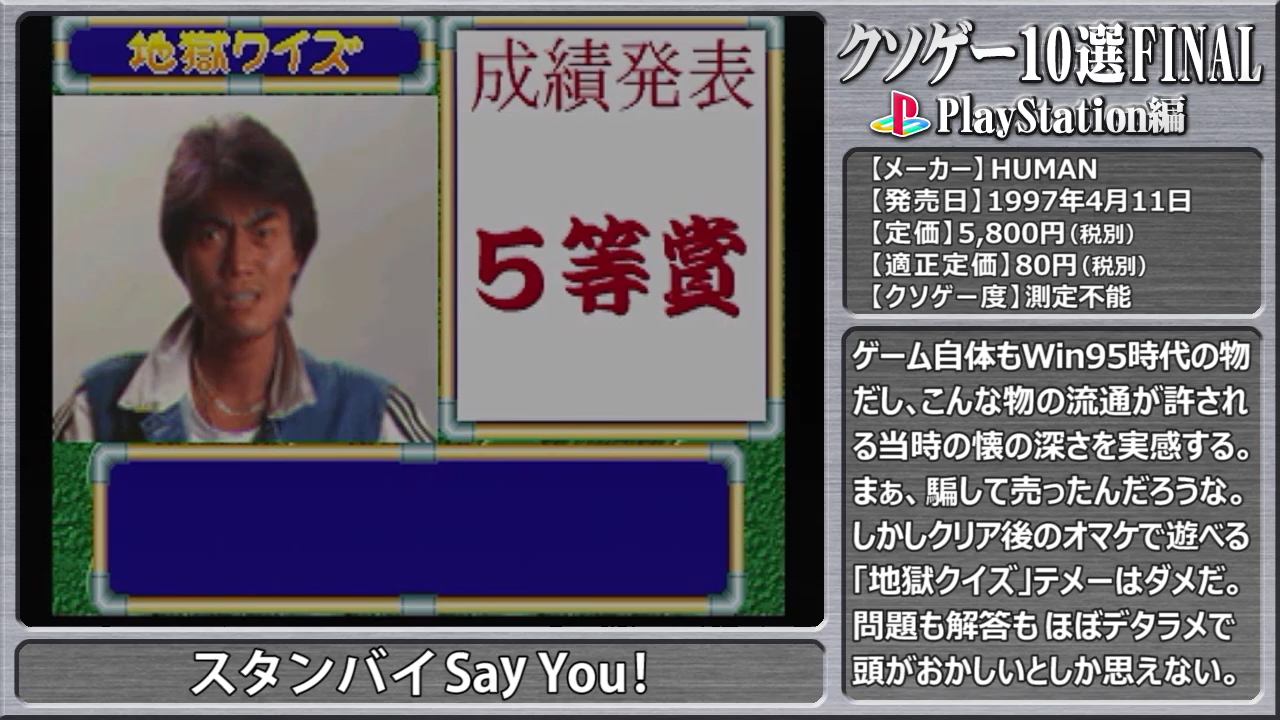 地獄クイズ
成績発表
5等賞
スタンバイSay You!
クソゲー10選FINAL
PlayStation編
【メーカー】HUMAN
【発売日】1997年4月11日
【定価】5,800円(税別)
【適正定価】80円(税別)
【クソゲー度】測定不能
ゲーム自体もWin95時代の物
だし、こんな物の流通が許され
る当時の懐の深さを実感する。
まぁ、騙して売ったんだろうな。
しかしクリア後のオマケで遊べる
「地獄クイズ」テメーはダメだ。
問題も解答もほぼデタラメで
頭がおかしいとしか思えない。